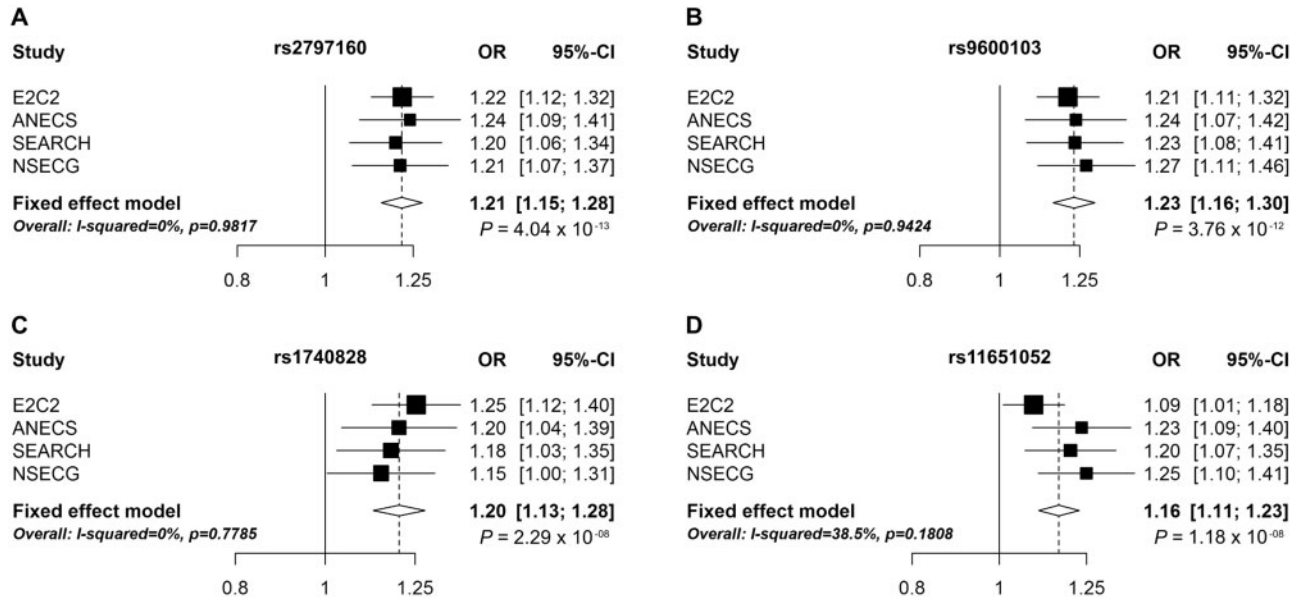 A
Study rs2797160 OR 95%-CI
E2C2 1.22 [1.12; 1.32]
ANECS 1.24 [1.09; 1.41]
SEARCH 1.20 [1.06; 1.34]
NSECG 1.21 [1.07; 1.37]
Fixed effect model 1.21 [1.15; 1.28]
Overall: I-squared=0%, p=0.9817 P = 4.04 x 10-13
0.8 1 1.25
B
Study rs9600103 OR 95%-CI
E2C2 1.21 [1.11; 1.32]
ANECS 1.24 [1.07; 1.42]
SEARCH 1.23 [1.08; 1.41]
NSECG 1.27 [1.11; 1.46]
Fixed effect model 1.23 [1.16; 1.30]
Overall: I-squared=0%, p=0.9424 P = 3.76 x 10-12
0.8 1 1.25
C
Study rs1740828 OR 95%-CI
E2C2 1.25 [1.12; 1.40]
ANECS 1.20 [1.04; 1.39]
SEARCH 1.18 [1.03; 1.35]
NSECG 1.15 [1.00; 1.31]
Fixed effect model 1.20 [1.13; 1.28]
Overall: I-squared=0%, p=0.7785 P = 2.29 x 10-08
0.8 1 1.25
D
Study rs11651052 OR 95%-CI
E2C2 1.09 [1.01; 1.18]
ANECS 1.23 [1.09; 1.40]
SEARCH 1.20 [1.07; 1.35]
NSECG 1.25 [1.10; 1.41]
Fixed effect model 1.16 [1.11; 1.23]
Overall: I-squared=38.5%, p=0.1808 P = 1.18 x 10-08
0.8 1 1.25